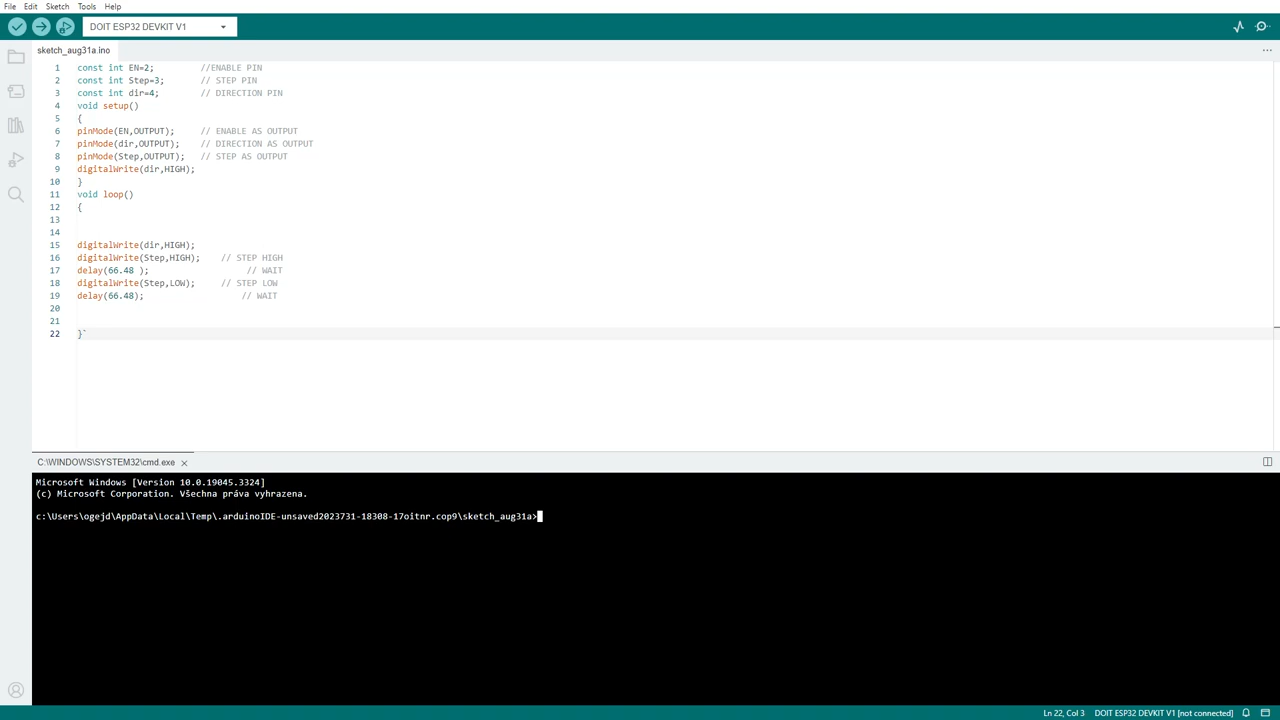 File Edit Sketch Tools Help
DOIT ESP32 DEVKIT V1
sketch_aug31a.ino
1 const int EN=2; //ENABLE PIN
2 const int Step=3; // STEP PIN
3 const int dir=4; // DIRECTION PIN
4 void setup()
5 {
6 pinMode(EN,OUTPUT); // ENABLE AS OUTPUT
7 pinMode(dir,OUTPUT); // DIRECTION AS OUTPUT
8 pinMode(Step,OUTPUT); // STEP AS OUTPUT
9 digitalWrite(dir,HIGH);
10 }
11 void loop()
12 {
13
14
15 digitalWrite(dir,HIGH);
16 digitalWrite(Step,HIGH); // STEP HIGH
17 delay(66.48 ); // WAIT
18 digitalWrite(Step,LOW); // STEP LOW
19 delay(66.48); // WAIT
20
21
22 }`
C:\WINDOWS\SYSTEM32\cmd.exe
Microsoft Windows [Version 10.0.19045.3324]
(c) Microsoft Corporation. Všechna práva vyhrazena.
c:\Users\ogejd\AppData\Local\Temp\.arduinoIDE-unsaved2023731-18308-17oitnr.cop9\sketch_aug31a>
Ln 22, Col 3 DOIT ESP32 DEVKIT V1 [not connected]